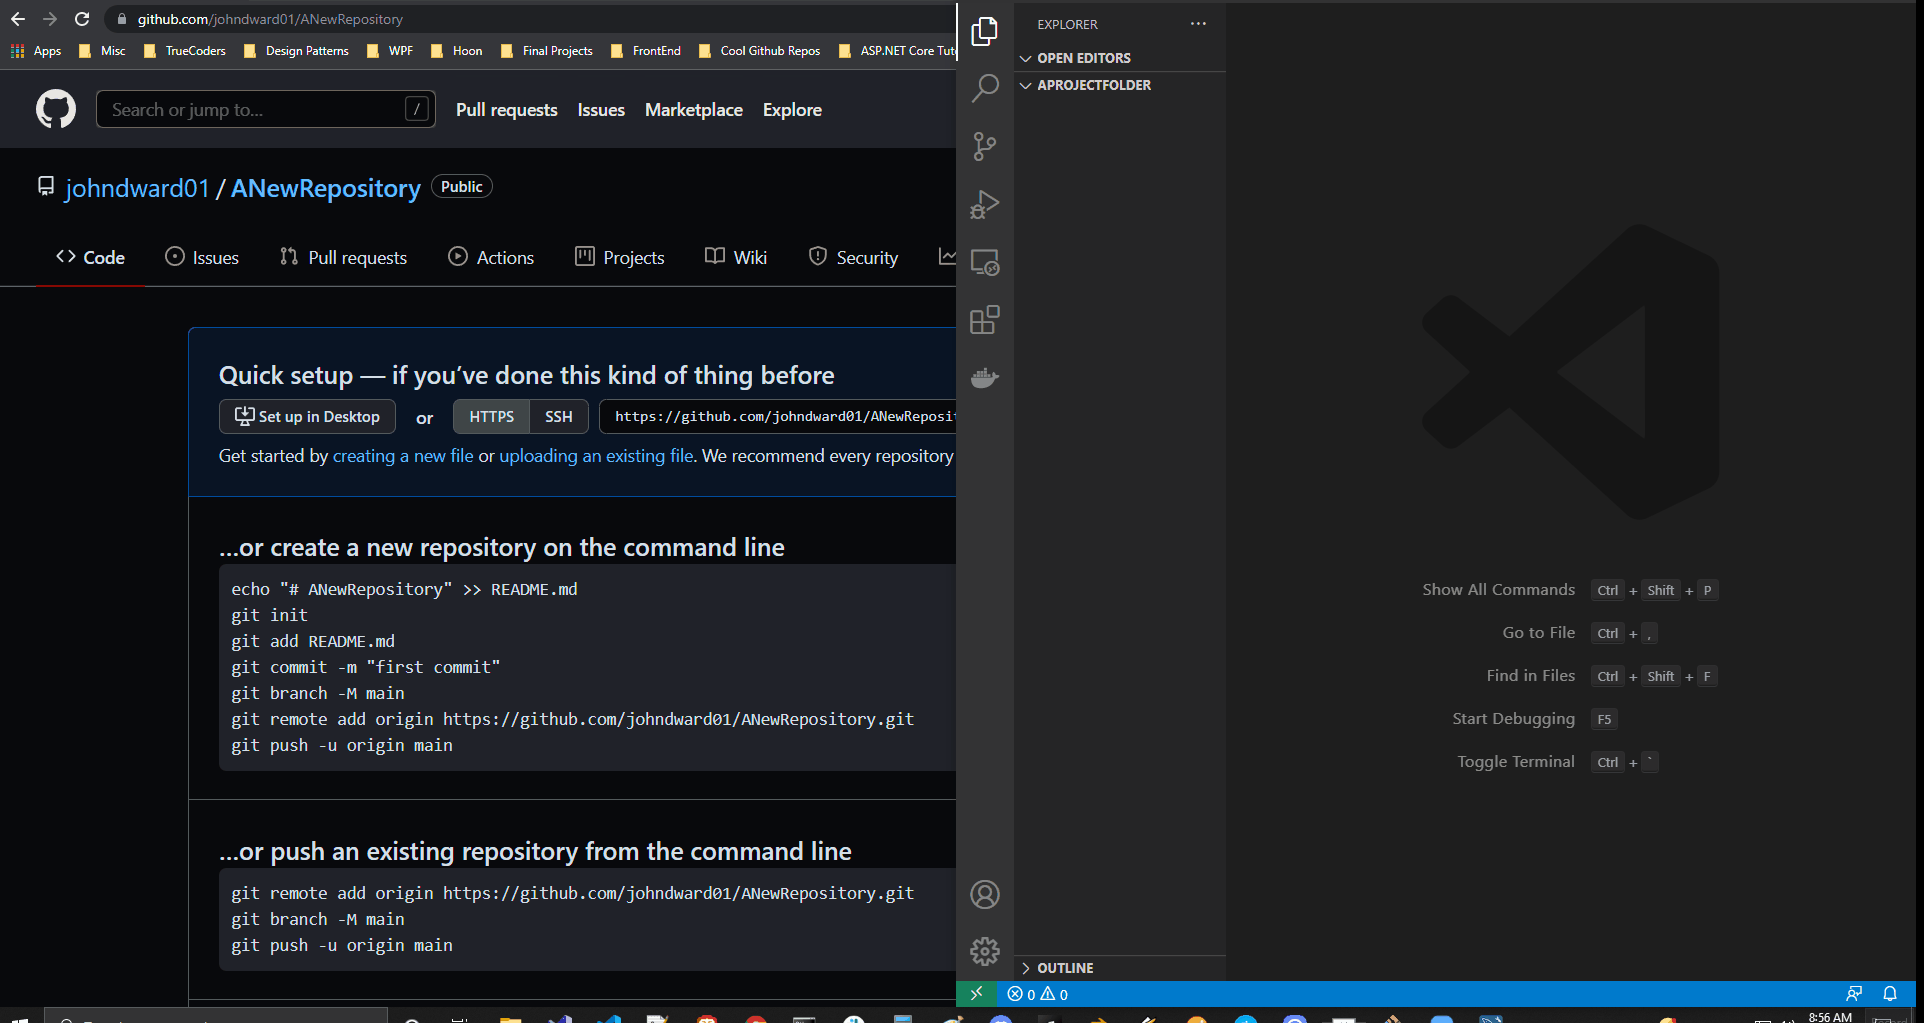 github.com/johndward01/ANewRepository
Apps Misc TrueCoders Design Patterns WPF Hoon Final Projects FrontEnd Cool Github Repos ASP.NET Core Tut
Search or jump to... / Pull requests Issues Marketplace Explore
johndward01 / ANewRepository Public
<> Code Issues Pull requests Actions Projects Wiki Security
Quick setup — if you’ve done this kind of thing before
Set up in Desktop or HTTPS SSH https://github.com/johndward01/ANewReposit
Get started by creating a new file or uploading an existing file. We recommend every repository
…or create a new repository on the command line
echo "# ANewRepository" >> README.md
git init
git add README.md
git commit -m "first commit"
git branch -M main
git remote add origin https://github.com/johndward01/ANewRepository.git
git push -u origin main
…or push an existing repository from the command line
git remote add origin https://github.com/johndward01/ANewRepository.git
git branch -M main
git push -u origin main
EXPLORER ···
OPEN EDITORS
APROJECTFOLDER
Show All Commands Ctrl + Shift + P
Go to File Ctrl + ,
Find in Files Ctrl + Shift + F
Start Debugging F5
Toggle Terminal Ctrl + `
OUTLINE
0 0
8:56 AM